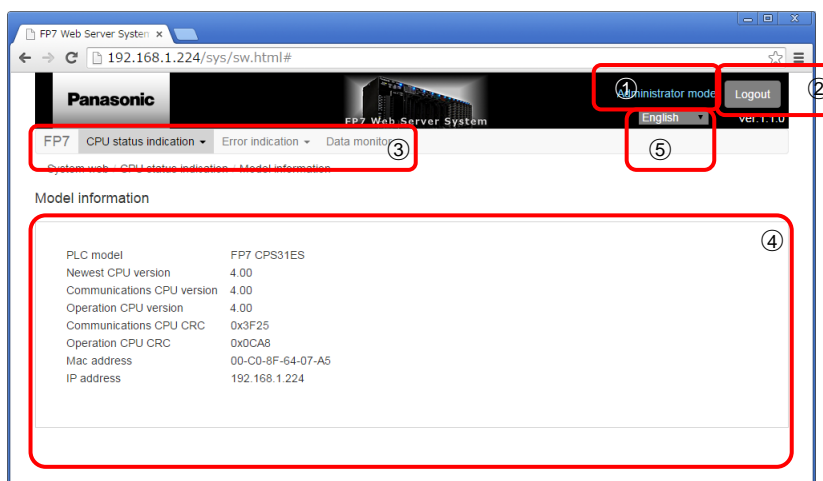 FP7 Web Server System ×
192.168.1.224/sys/sw.html#
Panasonic
FP7 Web Server System
① Administrator mode
Logout ②
English
Ver.1.1.0
FP7 CPU status indication Error indication Data monitor ③
⑤
System web / CPU status indication / Model information
Model information
④
PLC model FP7 CPS31ES
Newest CPU version 4.00
Communications CPU version 4.00
Operation CPU version 4.00
Communications CPU CRC 0x3F25
Operation CPU CRC 0x0CA8
Mac address 00-C0-8F-64-07-A5
IP address 192.168.1.224